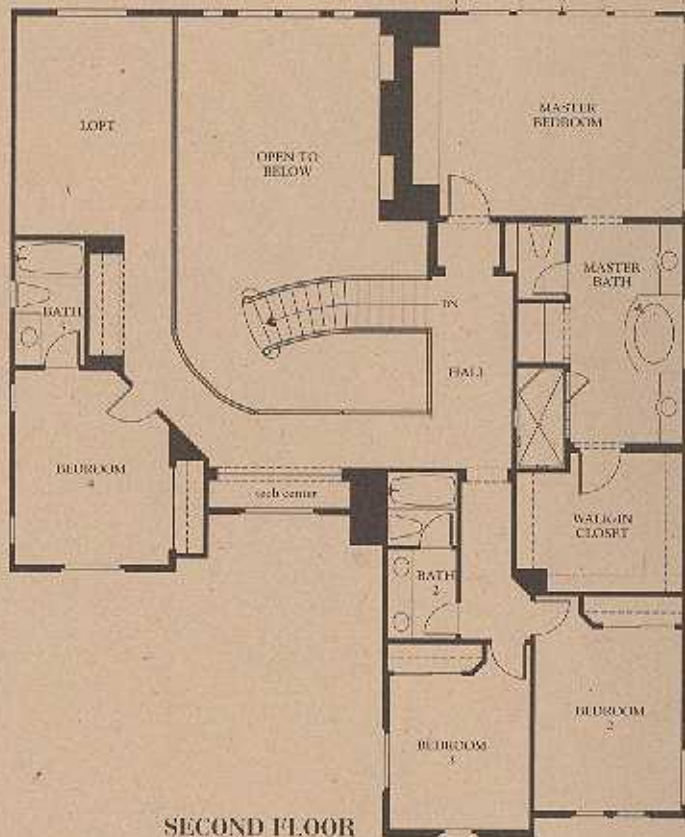 LOFT
OPEN TO
BELOW
MASTER
BEDROOM
BATH
MASTER
BATH
DN
HALL
BEDROOM
4
tech center
WALK-IN
CLOSET
BATH
2
BEDROOM
2
BEDROOM
3
SECOND FLOOR